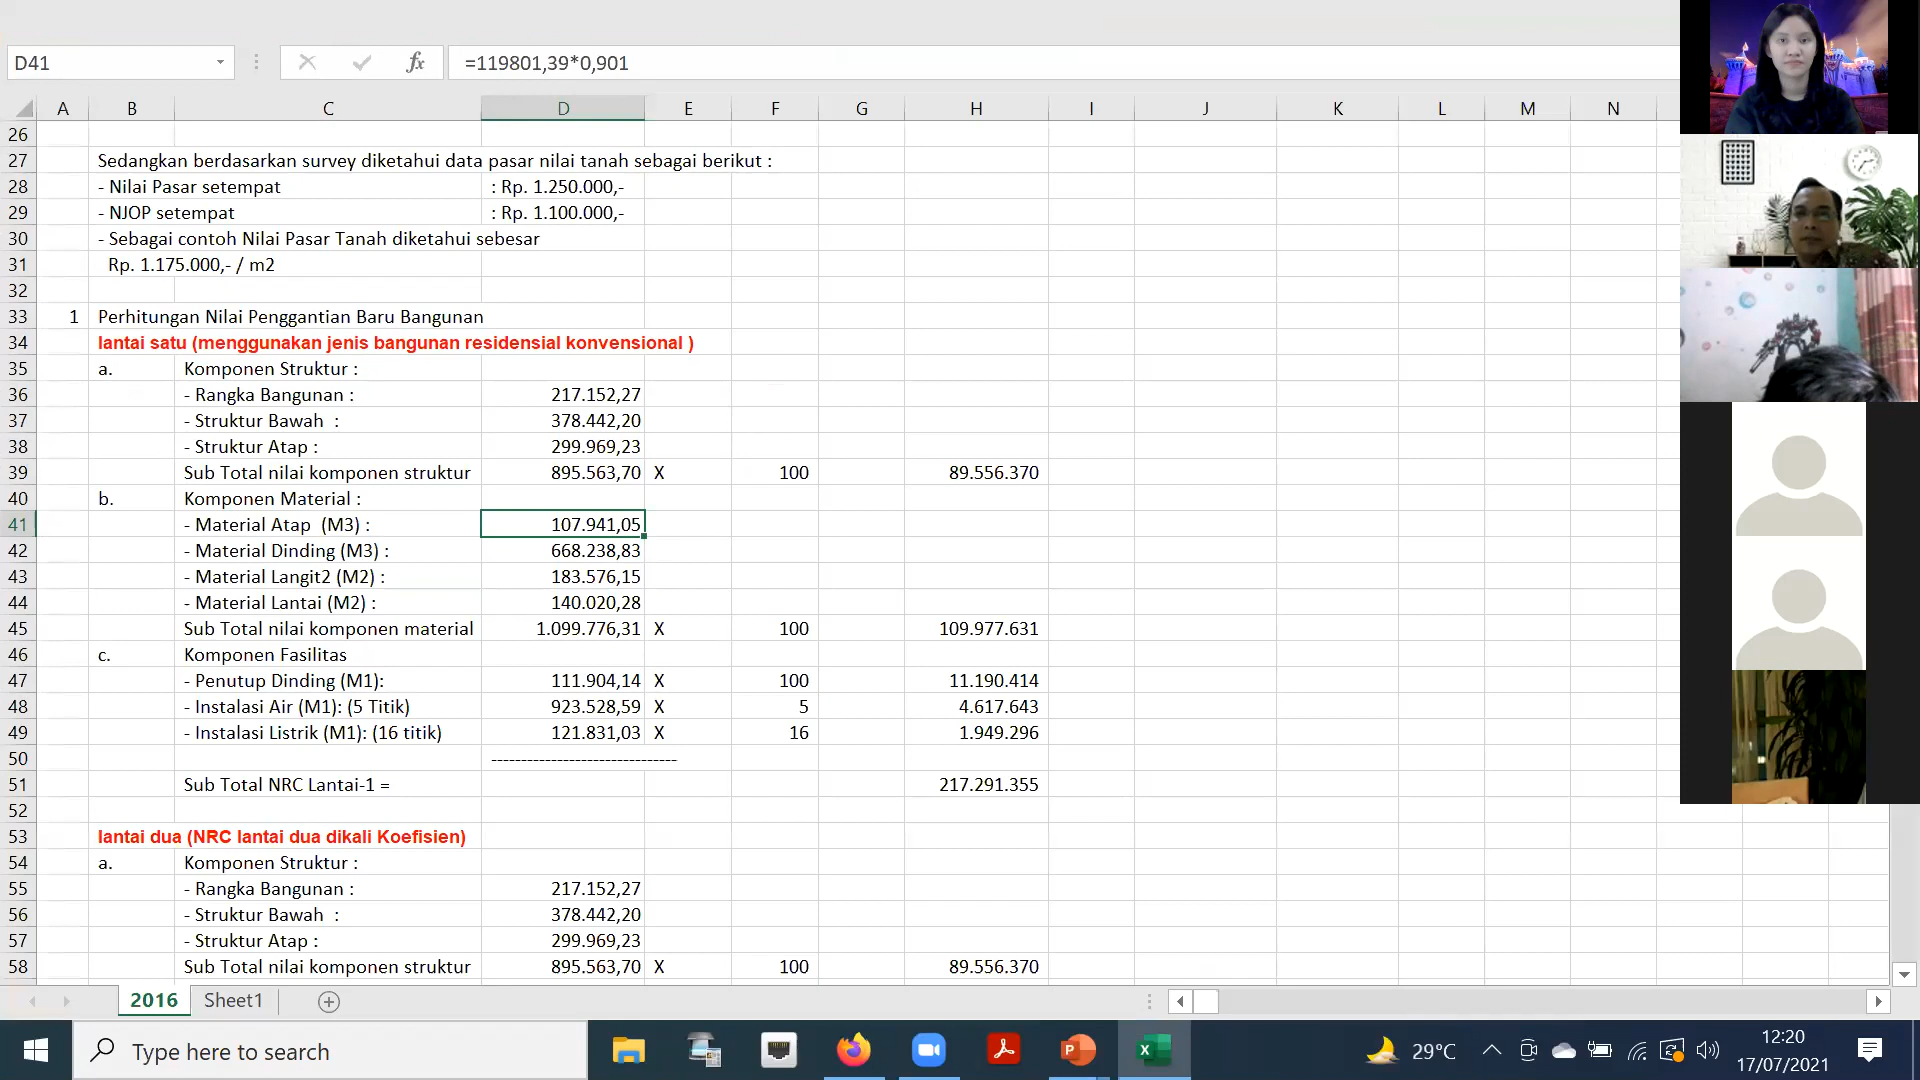 D41 fx =119801,39*0,901
A B C D E F G H I J K L M N
26
27 Sedangkan berdasarkan survey diketahui data pasar nilai tanah sebagai berikut :
28 - Nilai Pasar setempat : Rp. 1.250.000,-
29 - NJOP setempat : Rp. 1.100.000,-
30 - Sebagai contoh Nilai Pasar Tanah diketahui sebesar
31 Rp. 1.175.000,- / m2
32
33 1 Perhitungan Nilai Penggantian Baru Bangunan
34 lantai satu (menggunakan jenis bangunan residensial konvensional )
35 a. Komponen Struktur :
36 - Rangka Bangunan : 217.152,27
37 - Struktur Bawah : 378.442,20
38 - Struktur Atap : 299.969,23
39 Sub Total nilai komponen struktur 895.563,70 X 100 89.556.370
40 b. Komponen Material :
41 - Material Atap (M3) : 107.941,05
42 - Material Dinding (M3) : 668.238,83
43 - Material Langit2 (M2) : 183.576,15
44 - Material Lantai (M2) : 140.020,28
45 Sub Total nilai komponen material 1.099.776,31 X 100 109.977.631
46 c. Komponen Fasilitas
47 - Penutup Dinding (M1): 111.904,14 X 100 11.190.414
48 - Instalasi Air (M1): (5 Titik) 923.528,59 X 5 4.617.643
49 - Instalasi Listrik (M1): (16 titik) 121.831,03 X 16 1.949.296
50 -------------------------------
51 Sub Total NRC Lantai-1 = 217.291.355
52
53 lantai dua (NRC lantai dua dikali Koefisien)
54 a. Komponen Struktur :
55 - Rangka Bangunan : 217.152,27
56 - Struktur Bawah : 378.442,20
57 - Struktur Atap : 299.969,23
58 Sub Total nilai komponen struktur 895.563,70 X 100 89.556.370
2016 Sheet1
Type here to search 29°C 12:20
17/07/2021